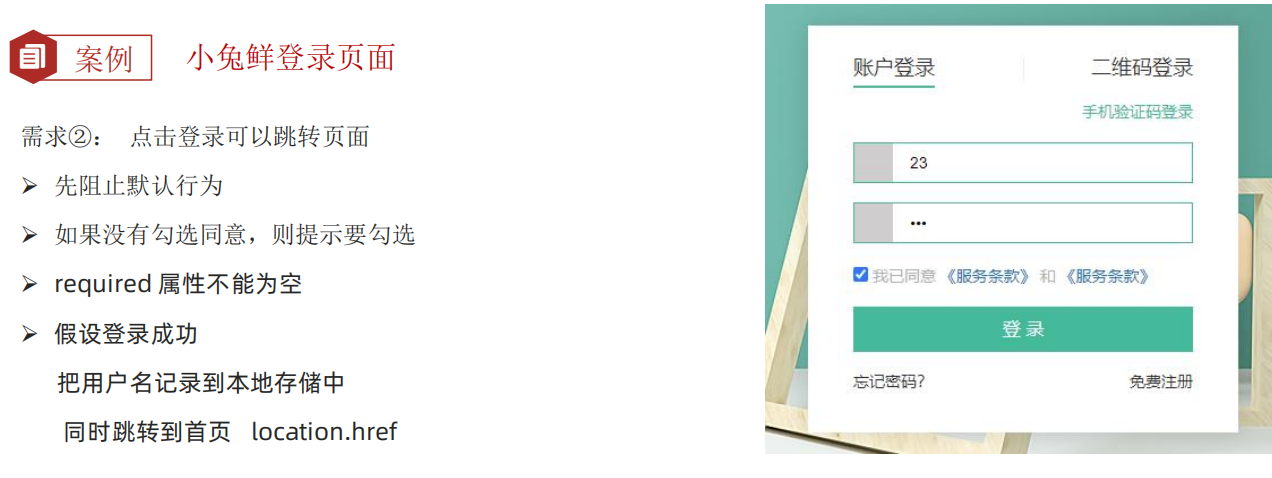 案例 小兔鲜登录页面
需求②： 点击登录可以跳转页面
➢ 先阻止默认行为
➢ 如果没有勾选同意，则提示要勾选
➢ required 属性不能为空
➢ 假设登录成功
把用户名记录到本地存储中
同时跳转到首页 location.href
账户登录 二维码登录
手机验证码登录
23
•••
我已同意 《服务条款》 和 《服务条款》
登 录
忘记密码? 免费注册